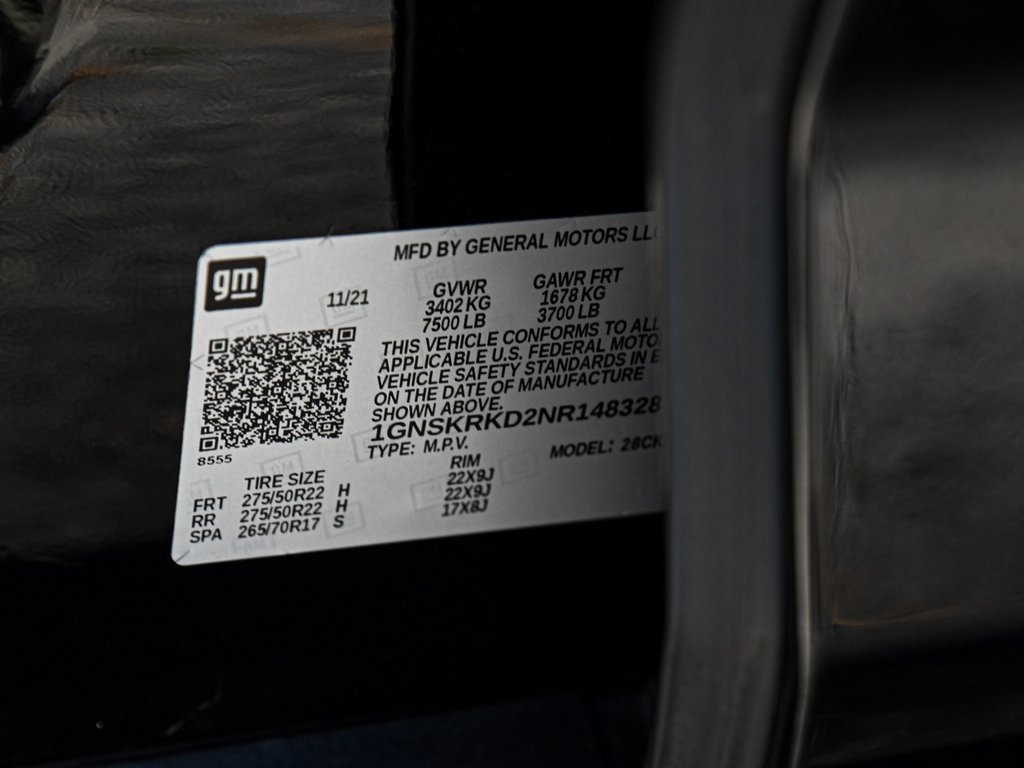 MFD BY GENERAL MOTORS LLC
gm
11/21
GVWR GAWR FRT
3402 KG 1678 KG
7500 LB 3700 LB
THIS VEHICLE CONFORMS TO ALL
APPLICABLE U.S. FEDERAL MOTO
VEHICLE SAFETY STANDARDS IN E
ON THE DATE OF MANUFACTURE
SHOWN ABOVE.
1GNSKRKD2NR148328
TYPE: M.P.V. MODEL: 28CK
8555
TIRE SIZE RIM
FRT 275/50R22 H 22X9J
RR 275/50R22 H 22X9J
SPA 265/70R17 S 17X8J